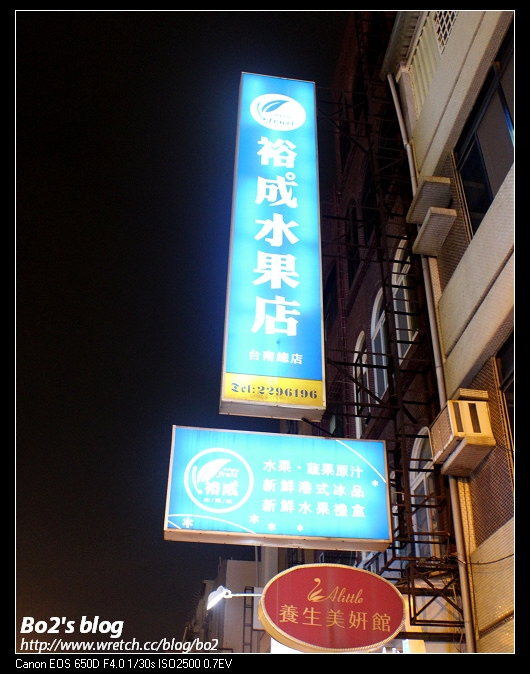 裕成水果店
台南總店
Tel:2296196
裕成
水果‧蔬果原汁
新鮮港式冰品
新鮮水果禮盒
Alittle
養生美妍館
Bo2's blog
http://www.wretch.cc/blog/bo2
Canon EOS 650D F4.0 1/30s ISO2500 0.7EV